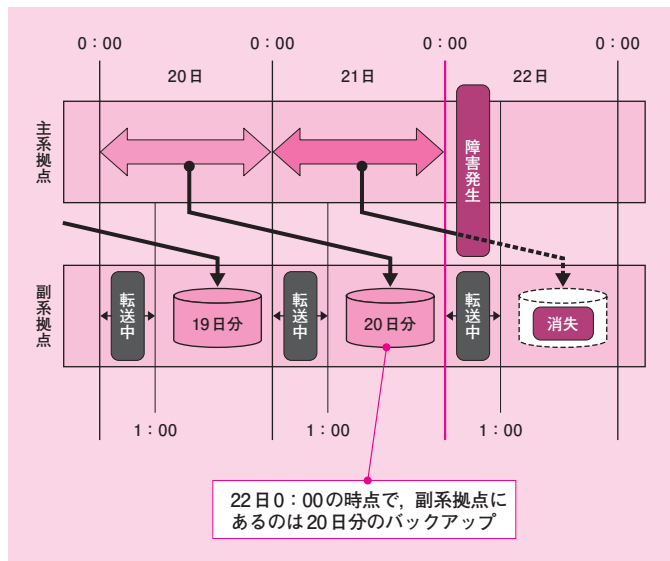 0：00
0：00
0：00
0：00
20日
21日
22日
主系拠点
障害発生
副系拠点
転送中
19日分
転送中
20日分
転送中
消失
1：00
1：00
1：00
22日0：00の時点で，副系拠点に
あるのは20日分のバックアップ